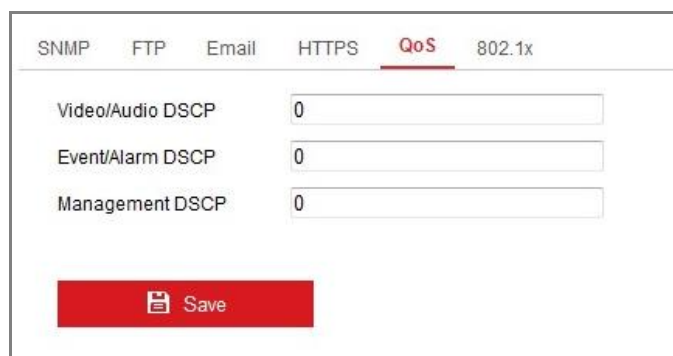 SNMP FTP Email HTTPS QoS 802.1x
Video/Audio DSCP 0
Event/Alarm DSCP 0
Management DSCP 0
Save